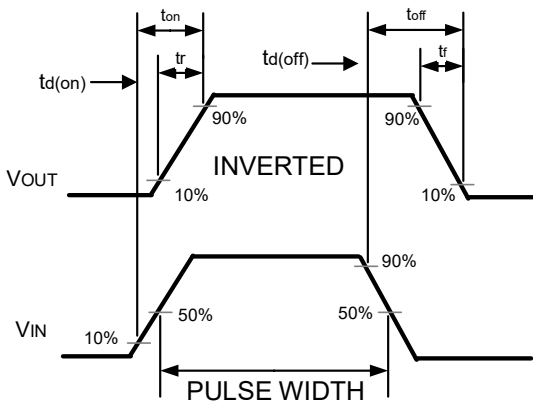 ton
toff
tr
tf
td(on)
td(off)
90%
90%
VOUT
INVERTED
10%
10%
90%
50%
50%
VIN
10%
PULSE WIDTH